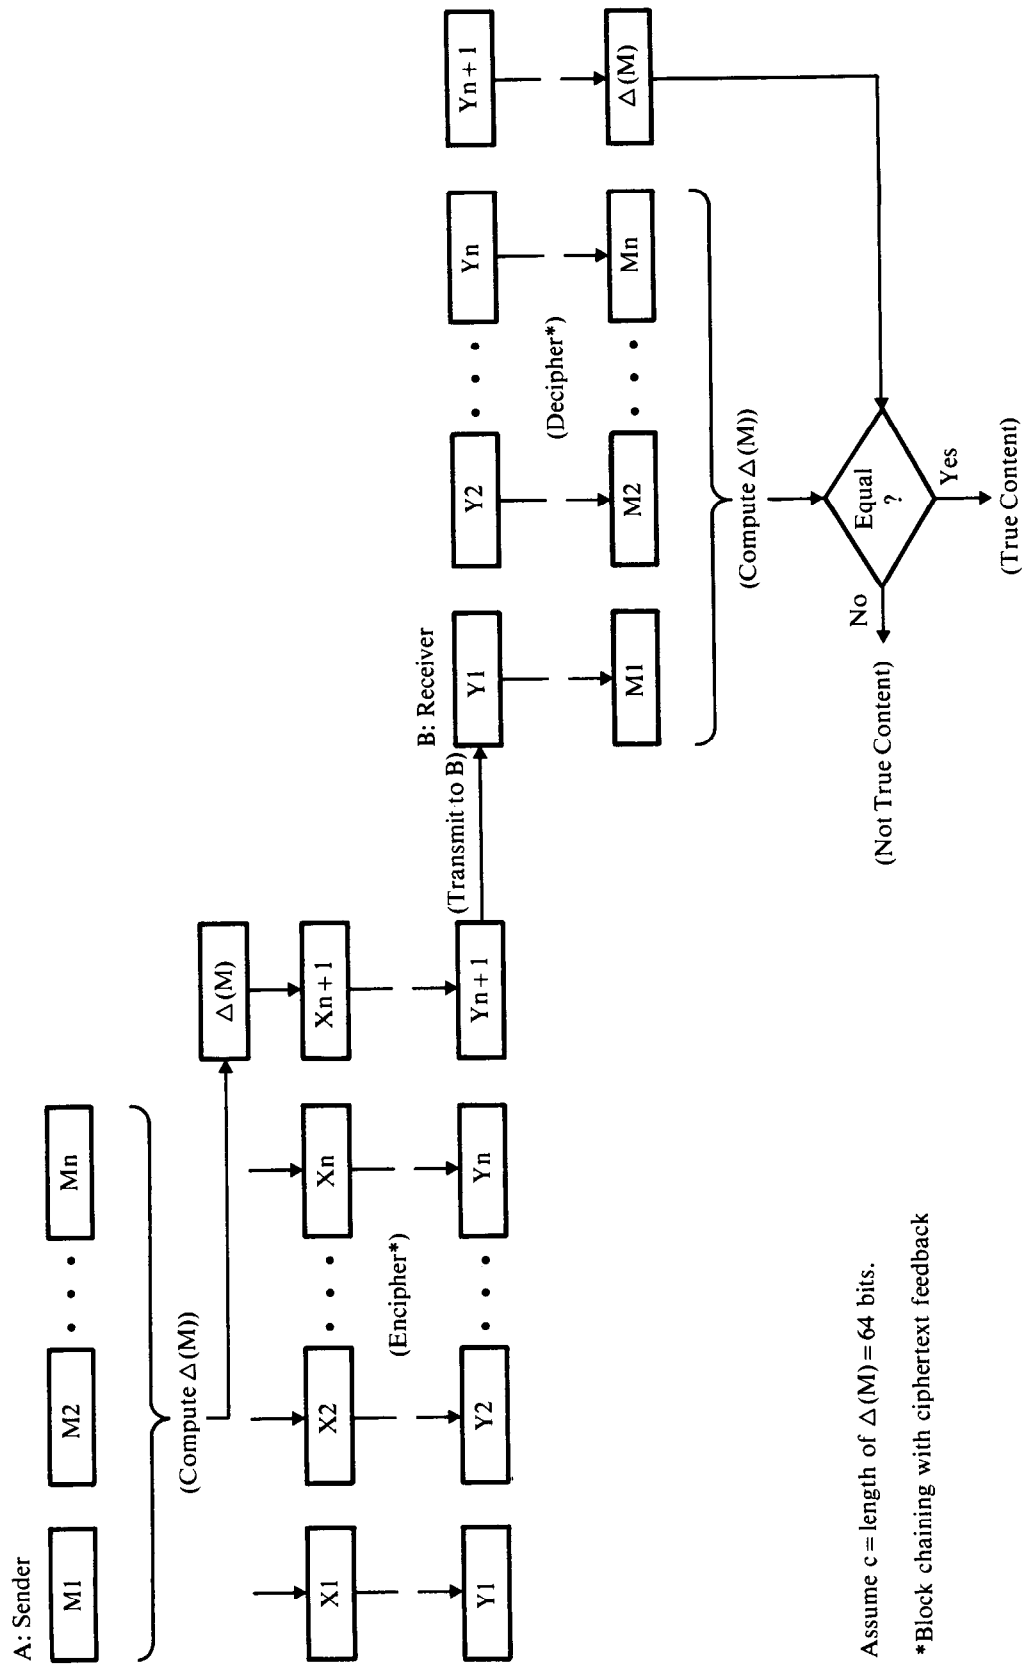 A: Sender
M1
M2
• • •
Mn
(Compute △(M))
△(M)
X1
X2
• • •
Xn
Xn + 1
(Encipher*)
Y1
Y2
• • •
Yn
Yn + 1
(Transmit to B)
B: Receiver
Y1
Y2
• • •
Yn
Yn + 1
(Decipher*)
M1
M2
• • •
Mn
△(M)
(Compute △(M))
Equal
?
No
(Not True Content)
Yes
(True Content)
Assume c = length of △(M) = 64 bits.
*Block chaining with ciphertext feedback